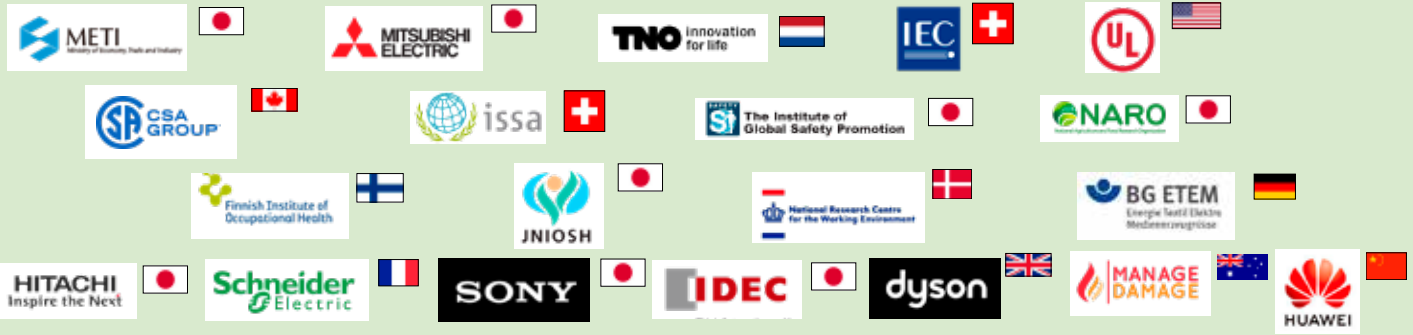 METI
Ministry of Economy, Trade and Industry
MITSUBISHI
ELECTRIC
TNO innovation
for life
IEC
UL
CSA
GROUP
issa
SAFETY
The Institute of
Global Safety Promotion
NARO
Finnish Institute of
Occupational Health
JNIOSH
National Research Centre
for the Working Environment
BG ETEM
Energie Textil Elektro
Medienerzeugnisse
HITACHI
Inspire the Next
Schneider
Electric
SONY
IDEC
dyson
MANAGE
DAMAGE
HUAWEI